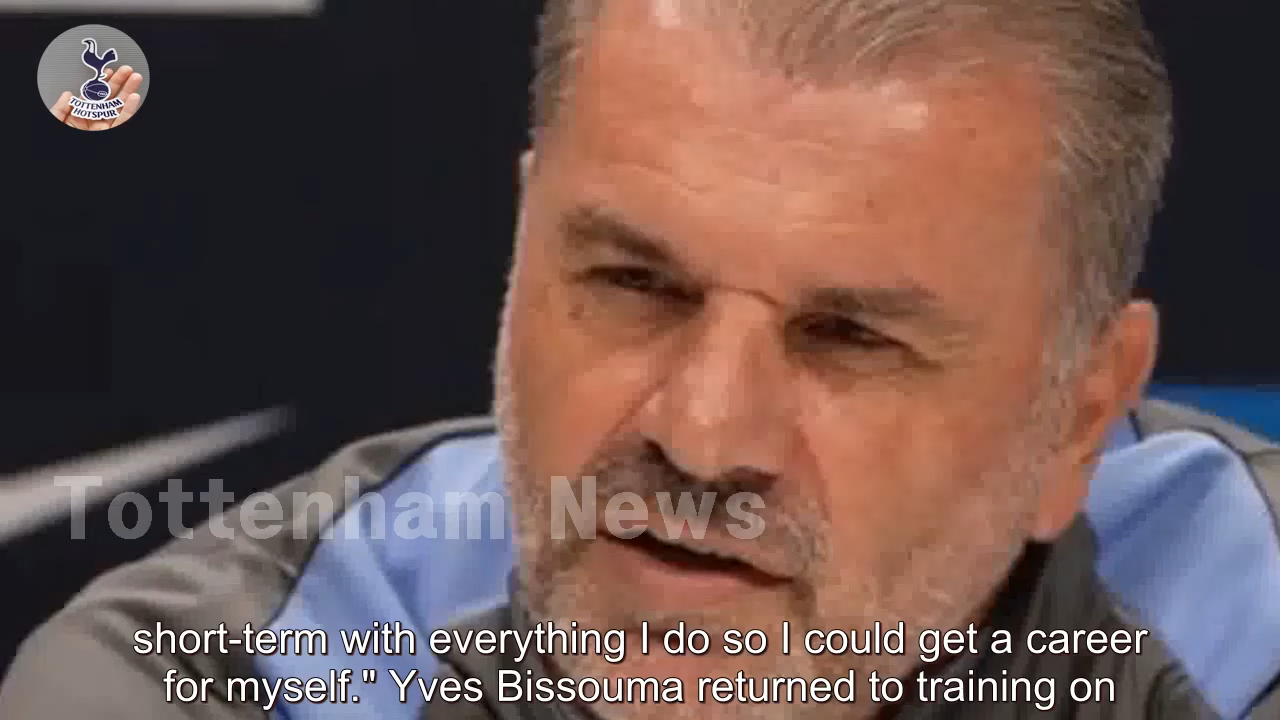 TOTTENHAM
HOTSPUR
Tottenham News
short-term with everything I do so I could get a career
for myself." Yves Bissouma returned to training on